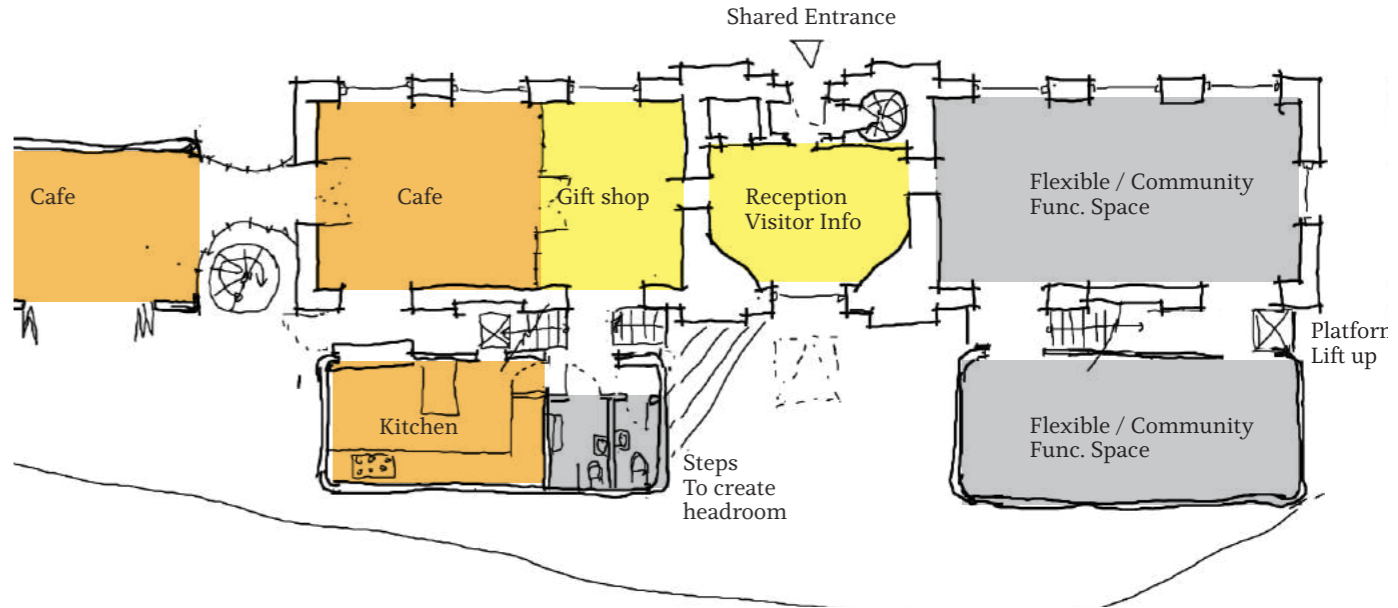 Shared Entrance
Cafe
Cafe
Gift shop
Reception
Visitor Info
Flexible / Community
Func. Space
Platform
Lift up
Kitchen
Flexible / Community
Func. Space
Steps
To create
headroom